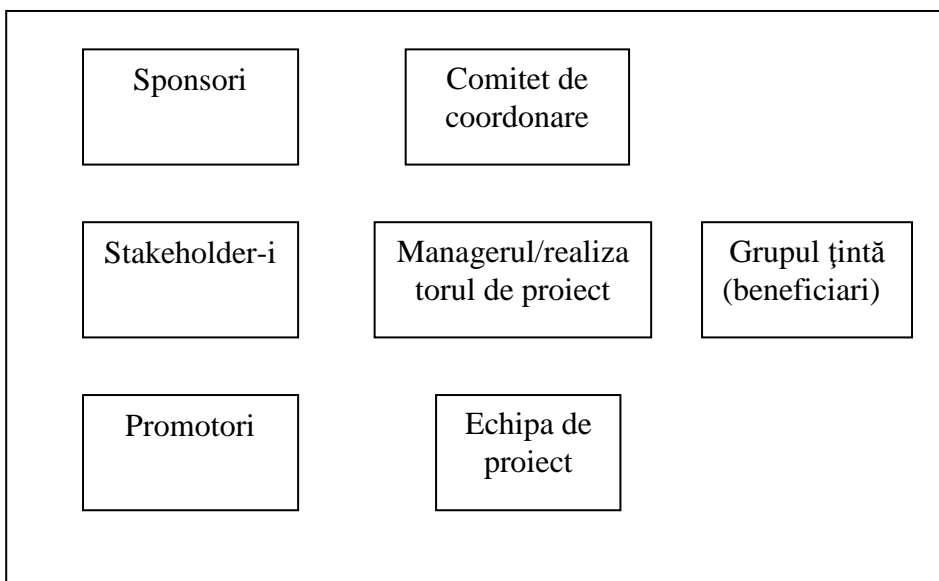 Sponsori
Comitet de
coordonare
Stakeholder-i
Managerul/realiza
torul de proiect
Grupul ţintă
(beneficiari)
Promotori
Echipa de
proiect